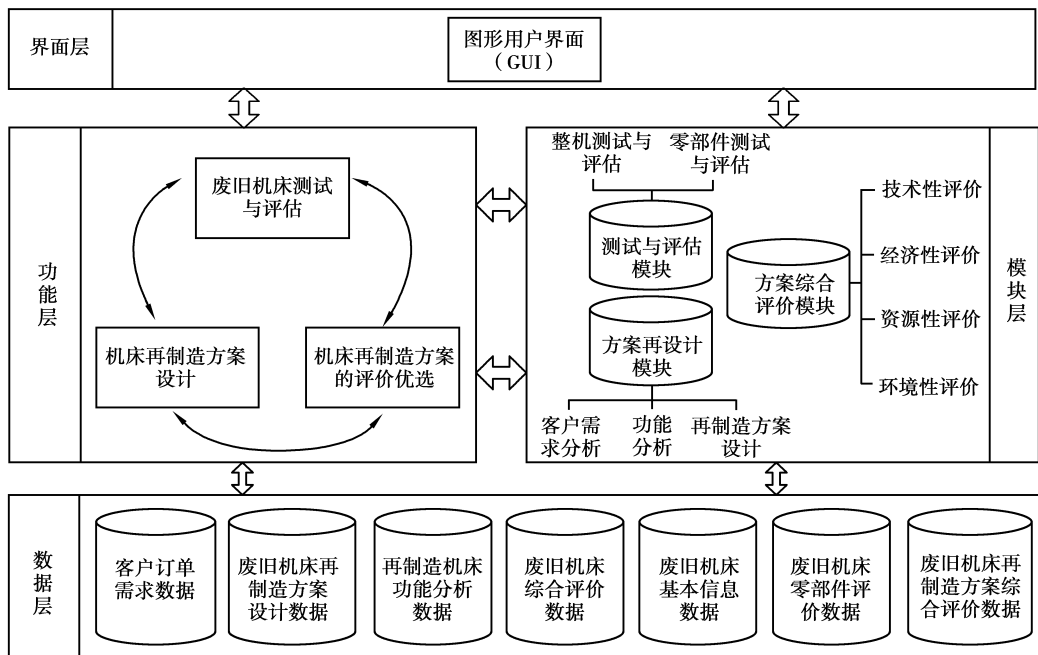 界面层
图形用户界面
（GUI）
功能层
废旧机床测试
与评估
机床再制造方案
设计
机床再制造方案
的评价优选
整机测试与
评估
零部件测试
与评估
测试与评估
模块
方案再设计
模块
客户需
求分析
功能
分析
再制造方案
设计
方案综合
评价模块
技术性评价
经济性评价
资源性评价
环境性评价
模块层
数据层
客户订单
需求数据
废旧机床再
制造方案
设计数据
再制造机床
功能分析
数据
废旧机床
综合评价
数据
废旧机床
基本信息
数据
废旧机床
零部件评
价数据
废旧机床再
制造方案综
合评价数据